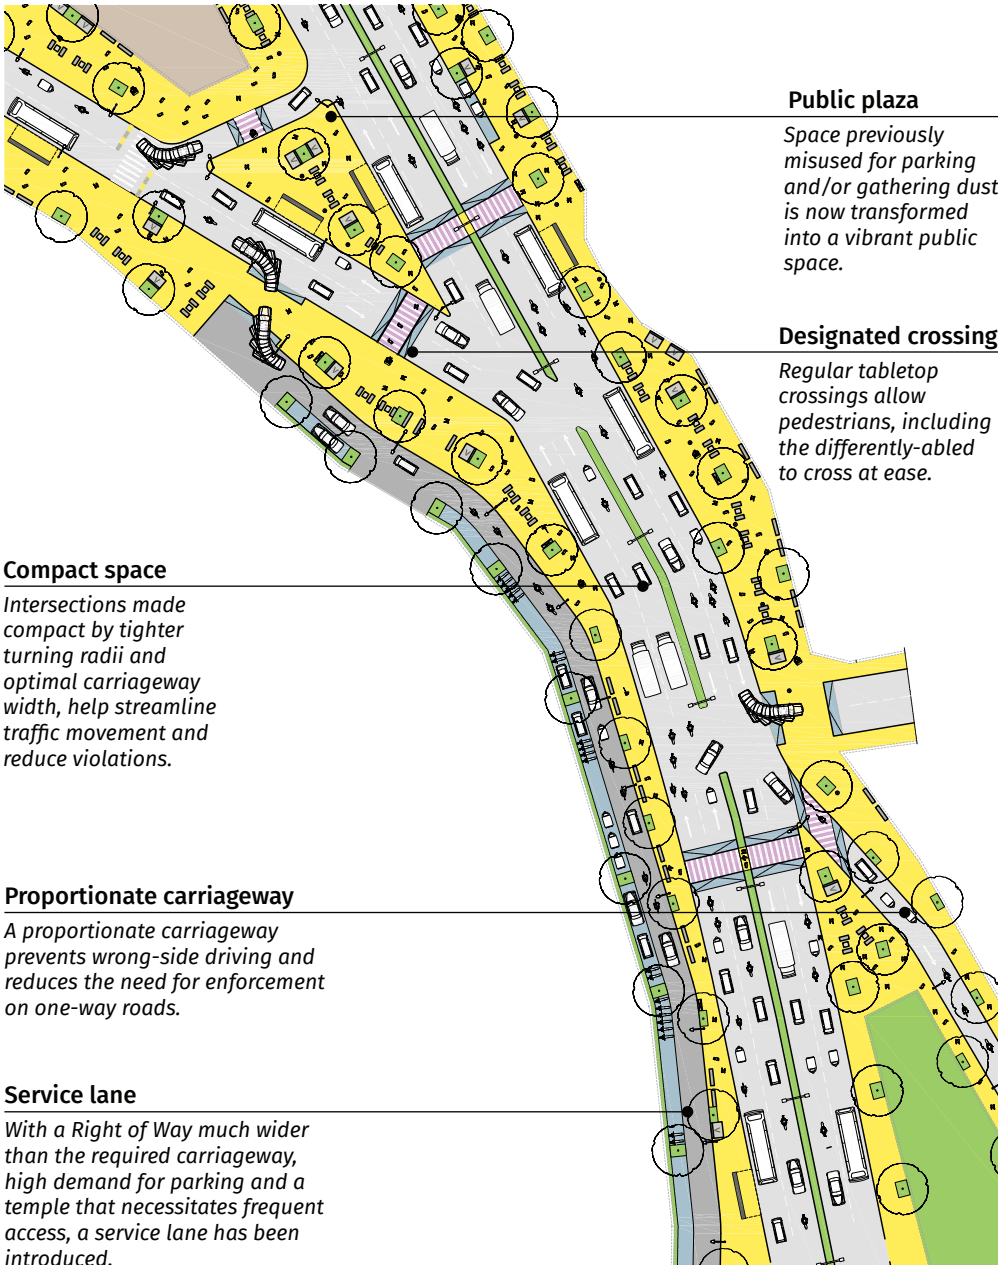 Public plaza
Space previously
misused for parking
and/or gathering dust
is now transformed
into a vibrant public
space.
Designated crossing
Regular tabletop
crossings allow
pedestrians, including
the differently-abled
to cross at ease.
Compact space
Intersections made
compact by tighter
turning radii and
optimal carriageway
width, help streamline
traffic movement and
reduce violations.
Proportionate carriageway
A proportionate carriageway
prevents wrong-side driving and
reduces the need for enforcement
on one-way roads.
Service lane
With a Right of Way much wider
than the required carriageway,
high demand for parking and a
temple that necessitates frequent
access, a service lane has been
introduced.